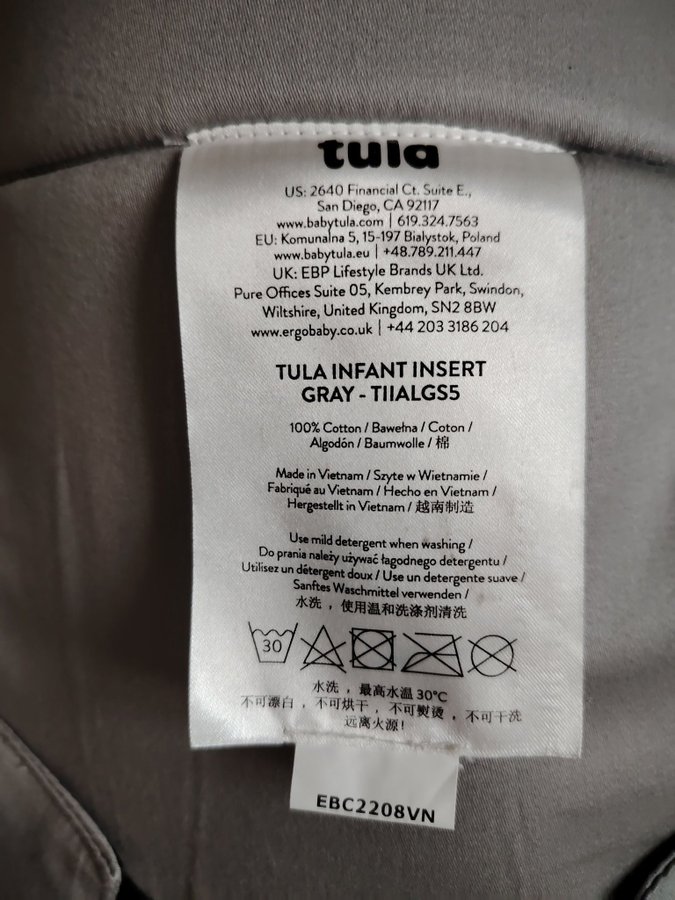 tula
US: 2640 Financial Ct. Suite E.,
San Diego, CA 92117
www.babytula.com | 619.324.7563
EU: Komunalna 5, 15-197 Bialystok, Poland
www.babytula.eu | +48.789.211.447
UK: EBP Lifestyle Brands UK Ltd.
Pure Offices Suite 05, Kembrey Park, Swindon,
Wiltshire, United Kingdom, SN2 8BW
www.ergobaby.co.uk | +44 203 3186 204
TULA INFANT INSERT
GRAY - TIIALGS5
100% Cotton / Bawełna / Coton /
Algodón / Baumwolle / 棉
Made in Vietnam / Szyte w Wietnamie /
Fabriqué au Vietnam / Hecho en Vietnam /
Hergestellt in Vietnam / 越南制造
Use mild detergent when washing /
Do prania należy używać łagodnego detergentu /
Utilisez un détergent doux / Use un detergente suave /
Sanftes Waschmittel verwenden /
水洗，使用温和洗涤剂清洗
30
水洗，最高水温 30°C
不可漂白，不可烘干，不可熨烫，不可干洗
远离火源!
EBC2208VN